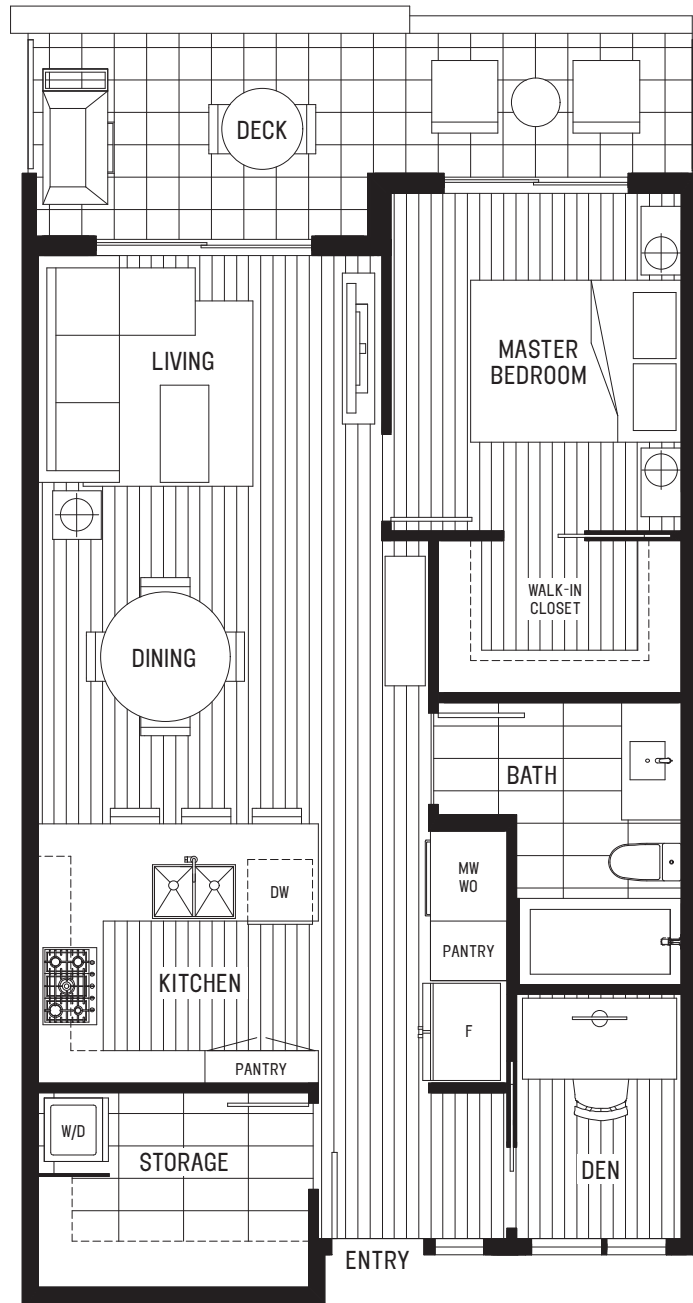 DECK
LIVING
MASTER
BEDROOM
WALK-IN
CLOSET
DINING
BATH
MW
WO
DW
PANTRY
KITCHEN
F
PANTRY
W/D
STORAGE
DEN
ENTRY